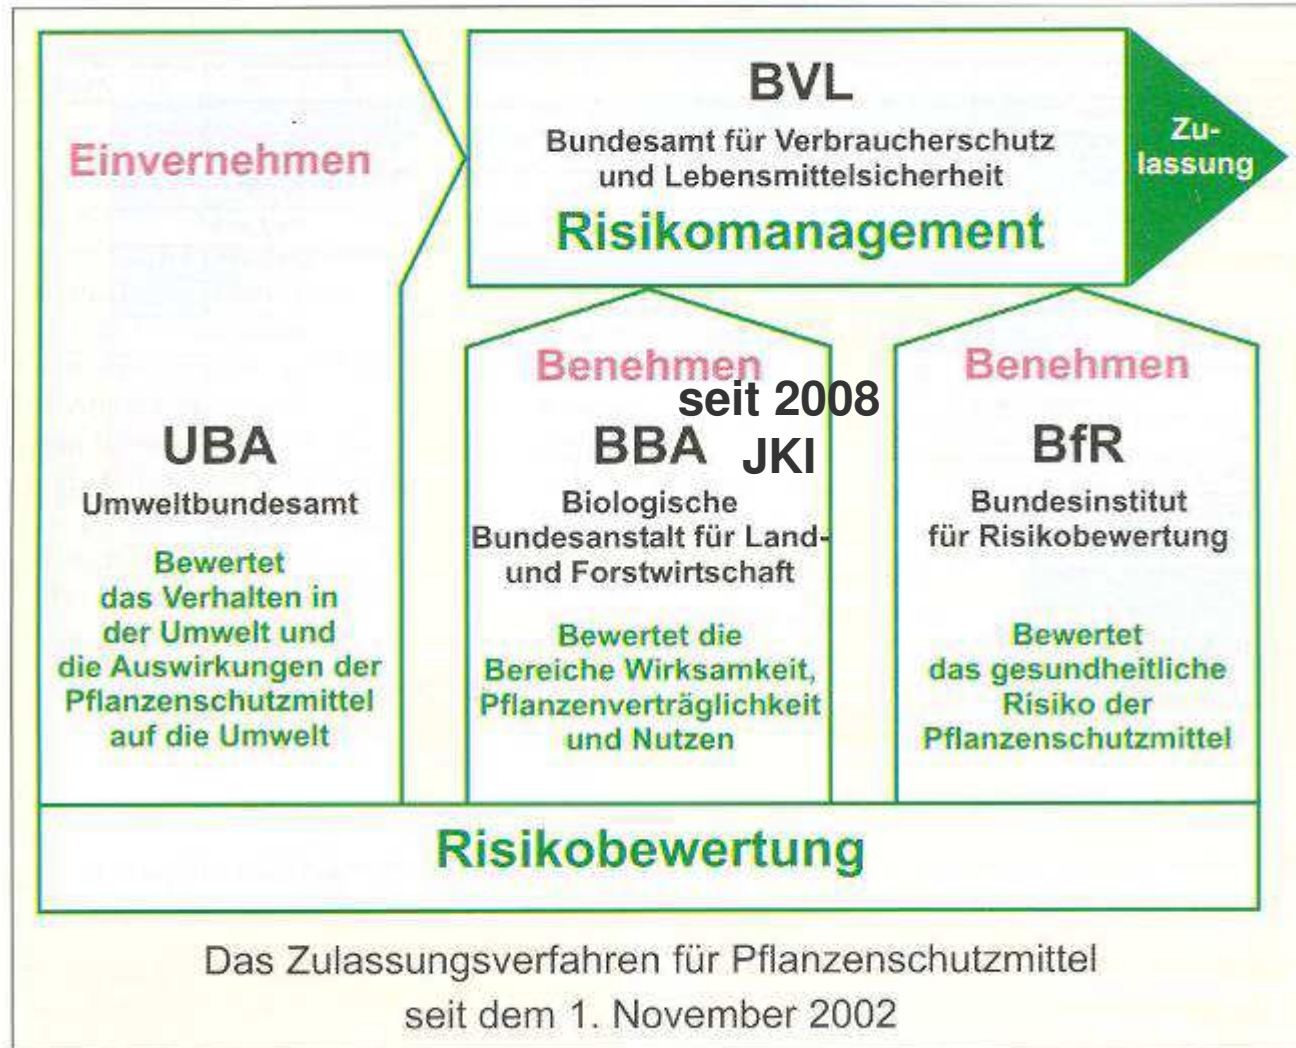 Einvernehmen
UBA
Umweltbundesamt
Bewertet
das Verhalten in
der Umwelt und
die Auswirkungen der
Pflanzenschutzmittel
auf die Umwelt
BVL
Bundesamt für Verbraucherschutz
und Lebensmittelsicherheit
Risikomanagement
Zu-
lassung
Benehmen
seit 2008
BBA JKI
Biologische
Bundesanstalt für Land-
und Forstwirtschaft
Bewertet die
Bereiche Wirksamkeit,
Pflanzenverträglichkeit
und Nutzen
Benehmen
BfR
Bundesinstitut
für Risikobewertung
Bewertet
das gesundheitliche
Risiko der
Pflanzenschutzmittel
Risikobewertung
Das Zulassungsverfahren für Pflanzenschutzmittel
seit dem 1. November 2002